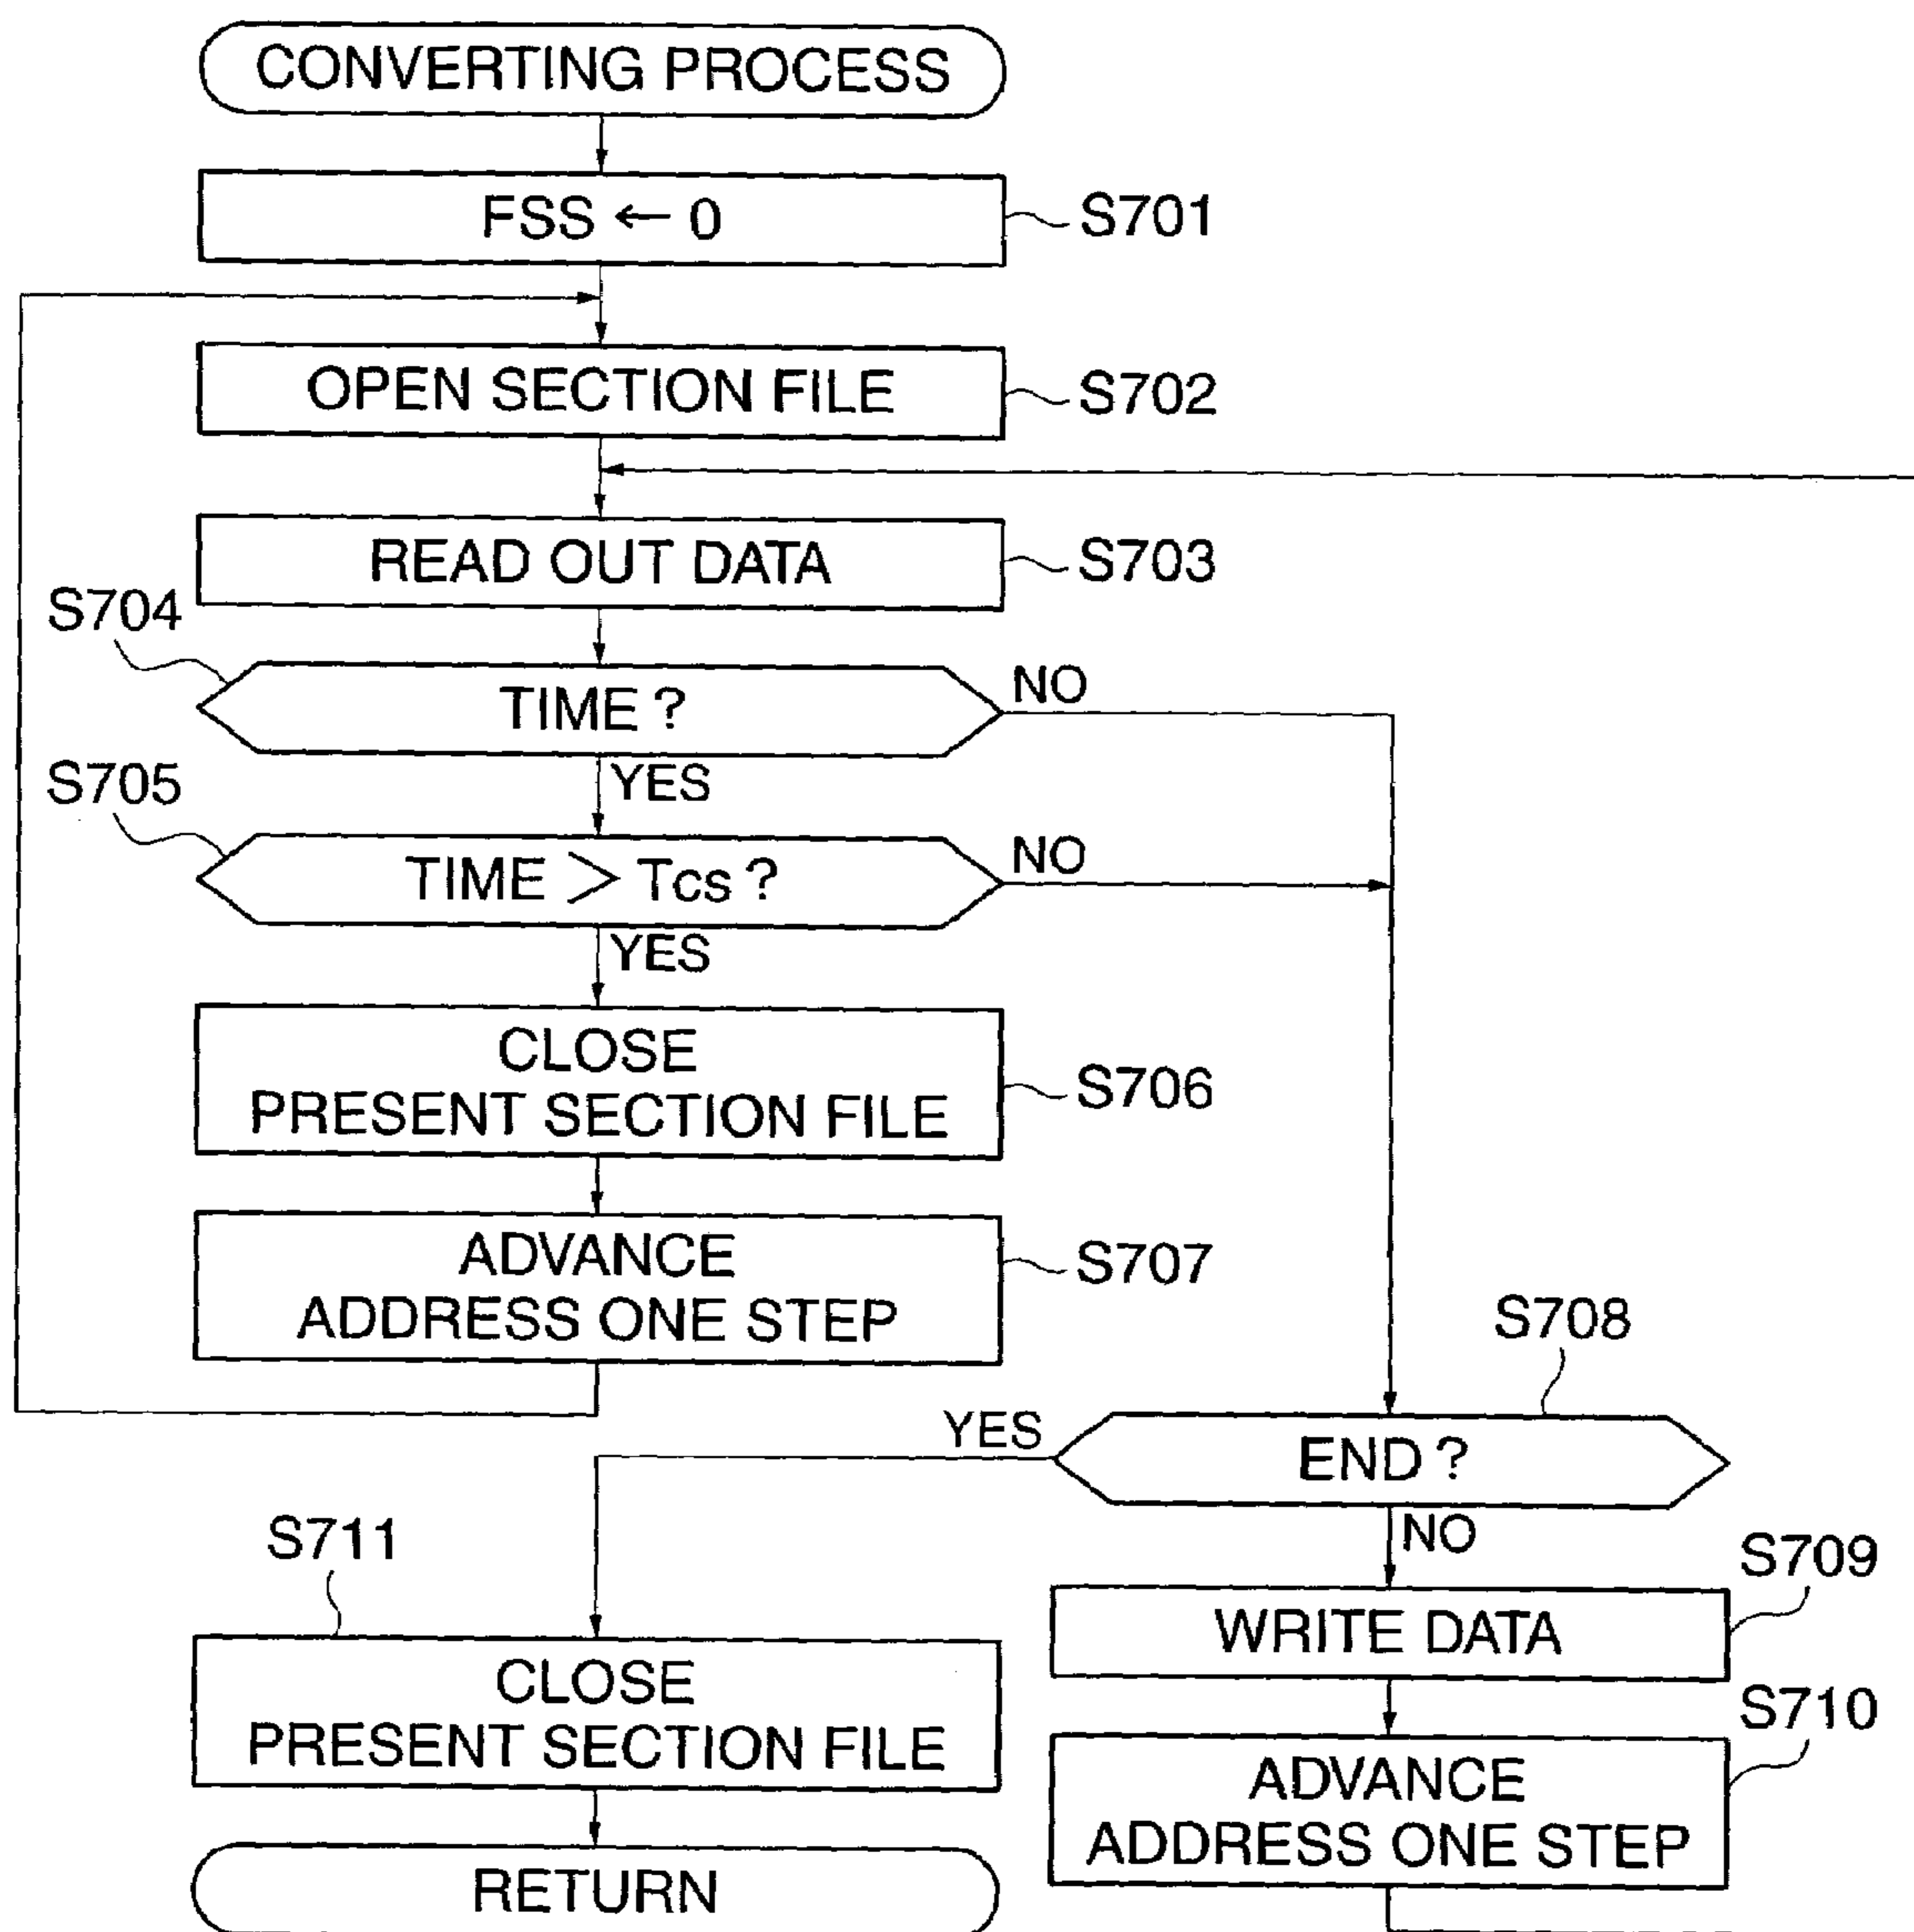 CONVERTING PROCESS
FSS ← 0
S701
OPEN SECTION FILE
S702
READ OUT DATA
S703
S704
TIME ?
NO
YES
S705
TIME > Tcs ?
NO
YES
CLOSE
PRESENT SECTION FILE
S706
ADVANCE
ADDRESS ONE STEP
S707
S708
END ?
YES
NO
S709
WRITE DATA
S710
ADVANCE
ADDRESS ONE STEP
S711
CLOSE
PRESENT SECTION FILE
RETURN